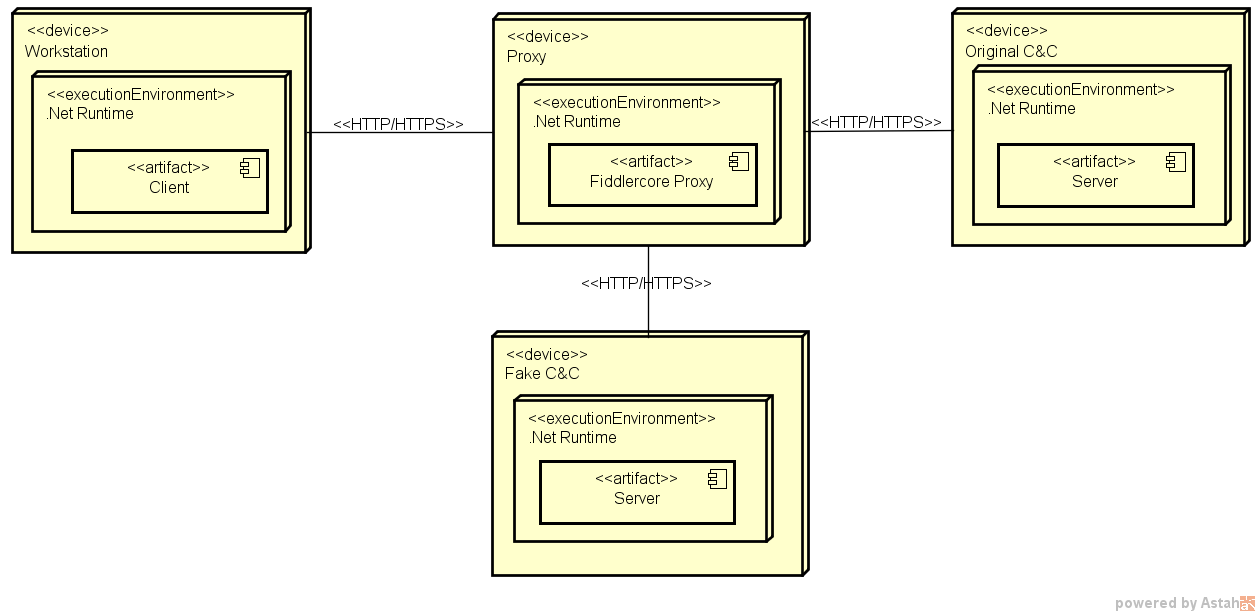 <<device>>
Workstation
<<executionEnvironment>>
.Net Runtime
<<artifact>>
Client
<<HTTP/HTTPS>>
<<device>>
Proxy
<<executionEnvironment>>
.Net Runtime
<<artifact>>
Fiddlercore Proxy
<<HTTP/HTTPS>>
<<device>>
Original C&C
<<executionEnvironment>>
.Net Runtime
<<artifact>>
Server
<<HTTP/HTTPS>>
<<device>>
Fake C&C
<<executionEnvironment>>
.Net Runtime
<<artifact>>
Server
powered by Astah